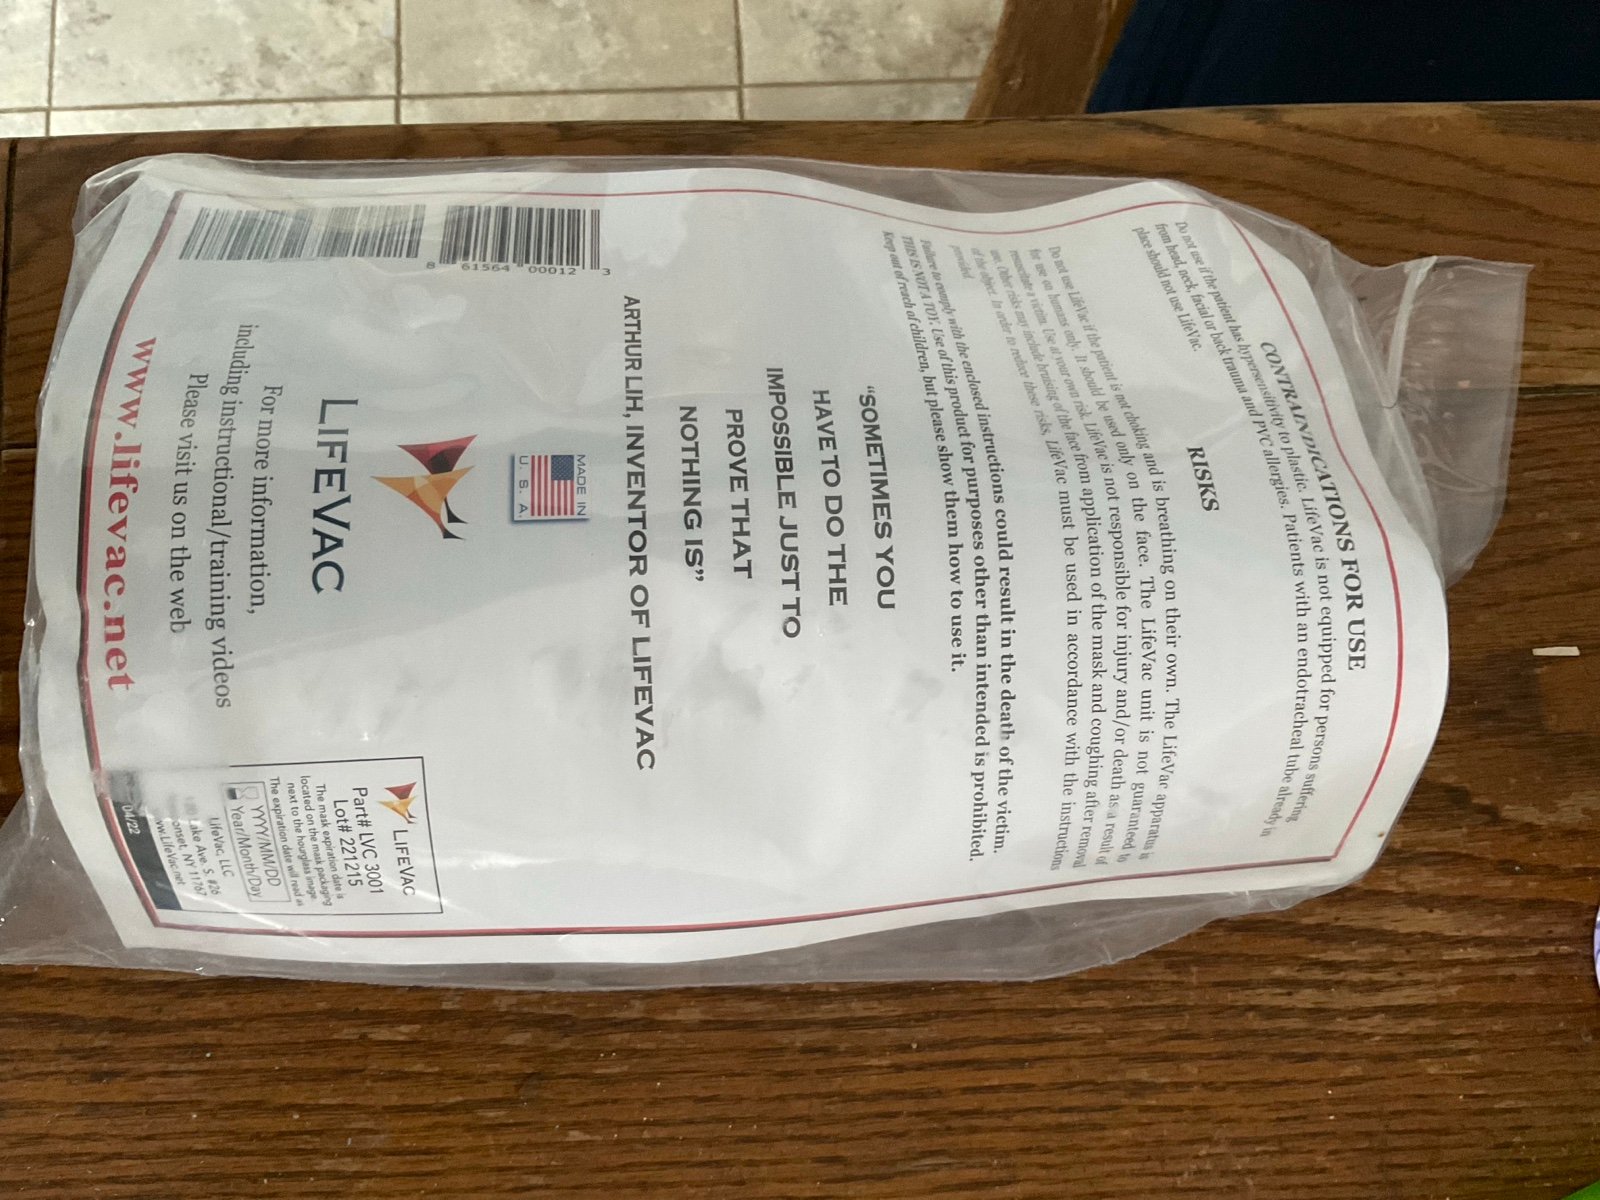 CONTRAINDICATIONS FOR USE
Do not use if the patient has hypersensitivity to plastic. LifeVac is not equipped for persons suffering
from head, neck, facial or back trauma and PVC allergies. Patients with an endotracheal tube already in
place should not use LifeVac.
RISKS
Do not use LifeVac if the patient is not choking and is breathing on their own. The LifeVac apparatus is
for use on humans only. It should be used only on the face. The LifeVac unit is not guaranteed to
resuscitate a victim. Use at your own risk. LifeVac is not responsible for injury and/or death as a result of
use. Other risks may include bruising of the face from application of the mask and coughing after removal
of the object. In order to reduce these risks, LifeVac must be used in accordance with the instructions
provided.
Failure to comply with the enclosed instructions could result in the death of the victim.
THIS IS NOT A TOY. Use of this product for purposes other than intended is prohibited.
Keep out of reach of children, but please show them how to use it.
“SOMETIMES YOU
HAVE TO DO THE
IMPOSSIBLE JUST TO
PROVE THAT
NOTHING IS”
ARTHUR LIH, INVENTOR OF LIFEVAC
8 61564 00012 3
MADE IN
U. S. A.
LIFEVAC
For more information,
including instructional/training videos
Please visit us on the web
www.lifevac.net
LIFEVAC
Part# LVC 3001
Lot# 221215
The mask expiration date is
located on the mask packaging
next to the hourglass image.
The expiration date will read as
YYYY/MM/DD
Year/Month/Day
LifeVac, LLC
Lake Ave. S. #26
onset, NY 11767
ww.LifeVac.net
04/22